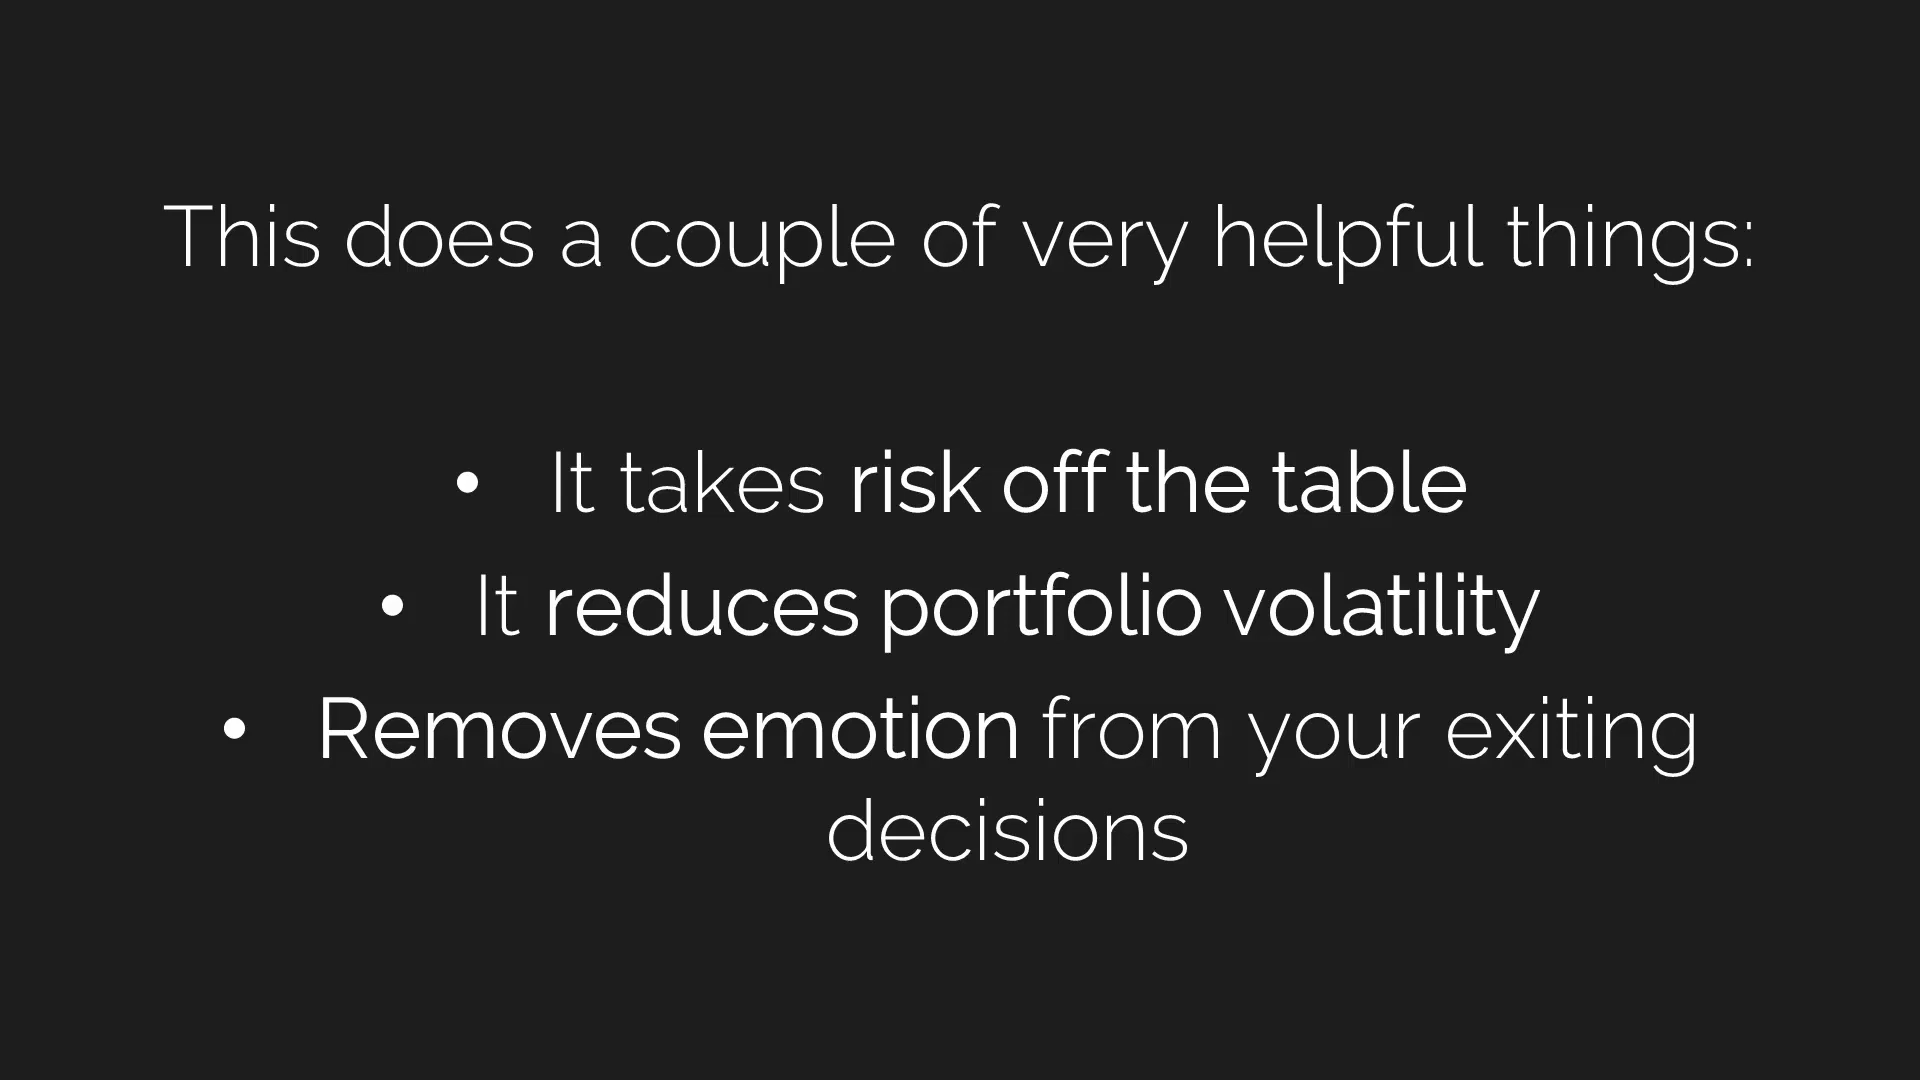 This does a couple of very helpful things:
• It takes risk off the table
• It reduces portfolio volatility
• Removes emotion from your exiting
decisions